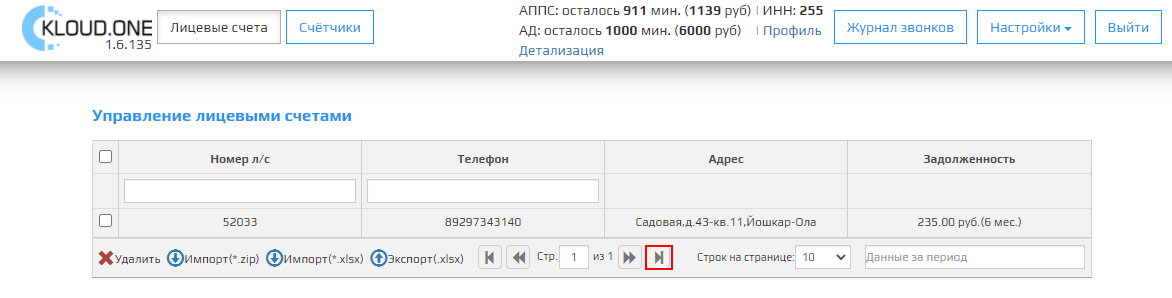 KLOUD.ONE
1.6.135
Лицевые счета
Счётчики
АППС: осталось 911 мин. (1139 руб) | ИНН: 255
АД: осталось 1000 мин. (6000 руб) | Профиль
Детализация
Журнал звонков
Настройки
Выйти
Управление лицевыми счетами
Номер л/с Телефон Адрес Задолженность
52033 89297343140 Садовая,д.43-кв.11,Йошкар-Ола 235.00 руб.(6 мес.)
Удалить Импорт(*.zip) Импорт(*.xlsx) Экспорт(.xlsx) Стр. 1 из 1 Строк на странице: 10 Данные за период